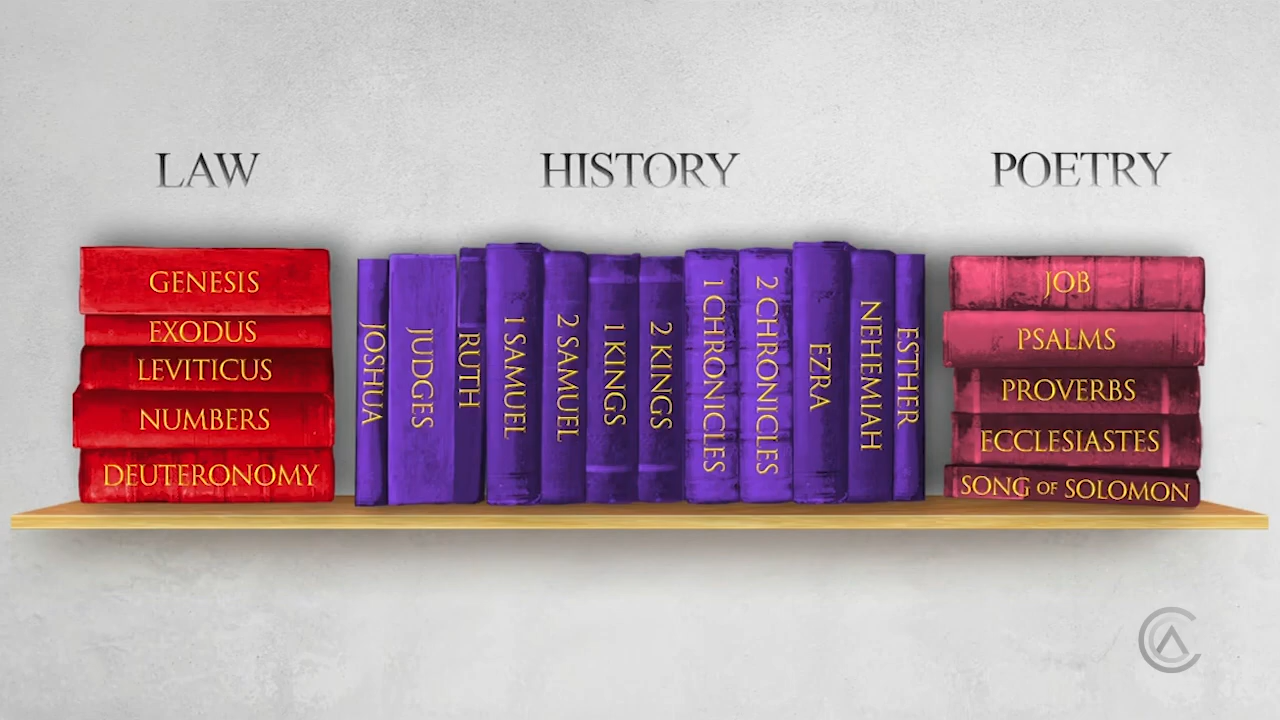 LAW
GENESIS
EXODUS
LEVITICUS
NUMBERS
DEUTERONOMY
HISTORY
JOSHUA
JUDGES
RUTH
1 SAMUEL
2 SAMUEL
1 KINGS
2 KINGS
1 CHRONICLES
2 CHRONICLES
EZRA
NEHEMIAH
ESTHER
POETRY
JOB
PSALMS
PROVERBS
ECCLESIASTES
SONG OF SOLOMON